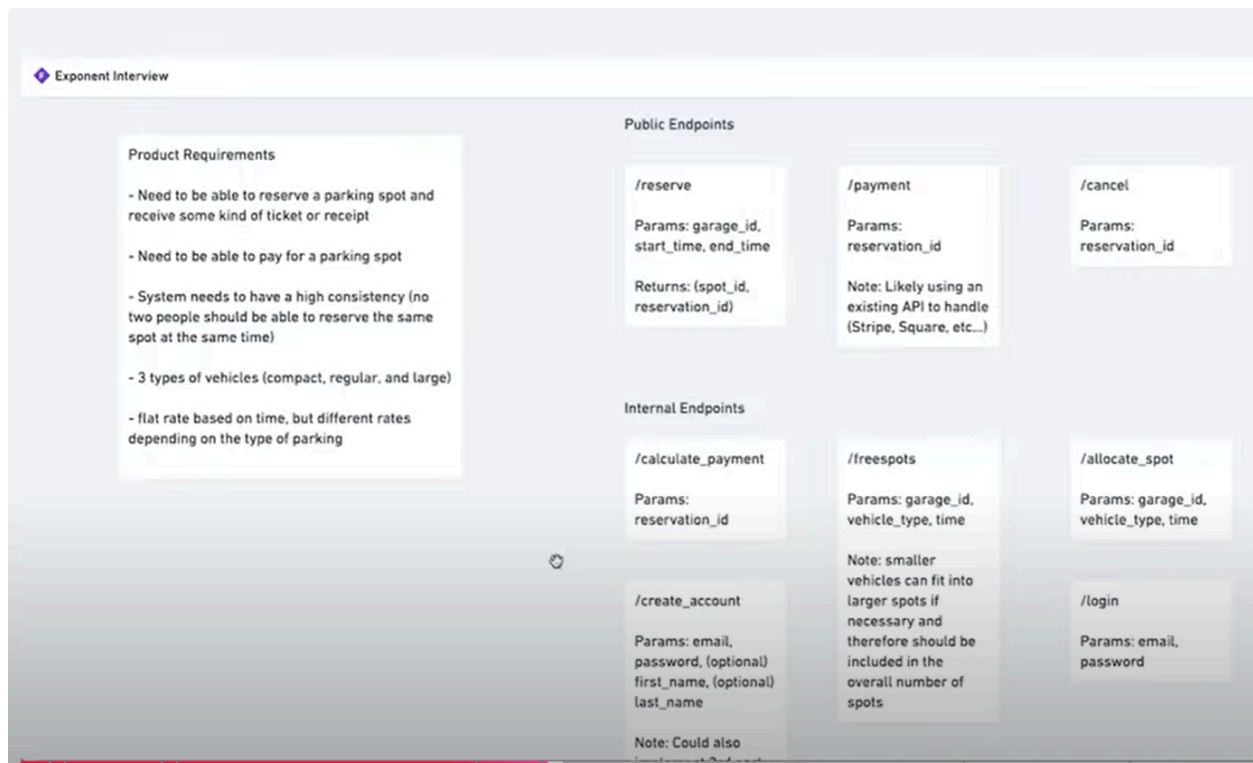 Exponent Interview
Product Requirements
- Need to be able to reserve a parking spot and
receive some kind of ticket or receipt
- Need to be able to pay for a parking spot
- System needs to have a high consistency (no
two people should be able to reserve the same
spot at the same time)
- 3 types of vehicles (compact, regular, and large)
- flat rate based on time, but different rates
depending on the type of parking
Public Endpoints
/reserve
Params: garage_id,
start_time, end_time
Returns: (spot_id,
reservation_id)
/payment
Params:
reservation_id
Note: Likely using an
existing API to handle
(Stripe, Square, etc...)
/cancel
Params:
reservation_id
Internal Endpoints
/calculate_payment
Params:
reservation_id
/freespots
Params: garage_id,
vehicle_type, time
Note: smaller
vehicles can fit into
larger spots if
necessary and
therefore should be
included in the
overall number of
spots
/allocate_spot
Params: garage_id,
vehicle_type, time
/create_account
Params: email,
password, (optional)
first_name, (optional)
last_name
Note: Could also
/login
Params: email,
password